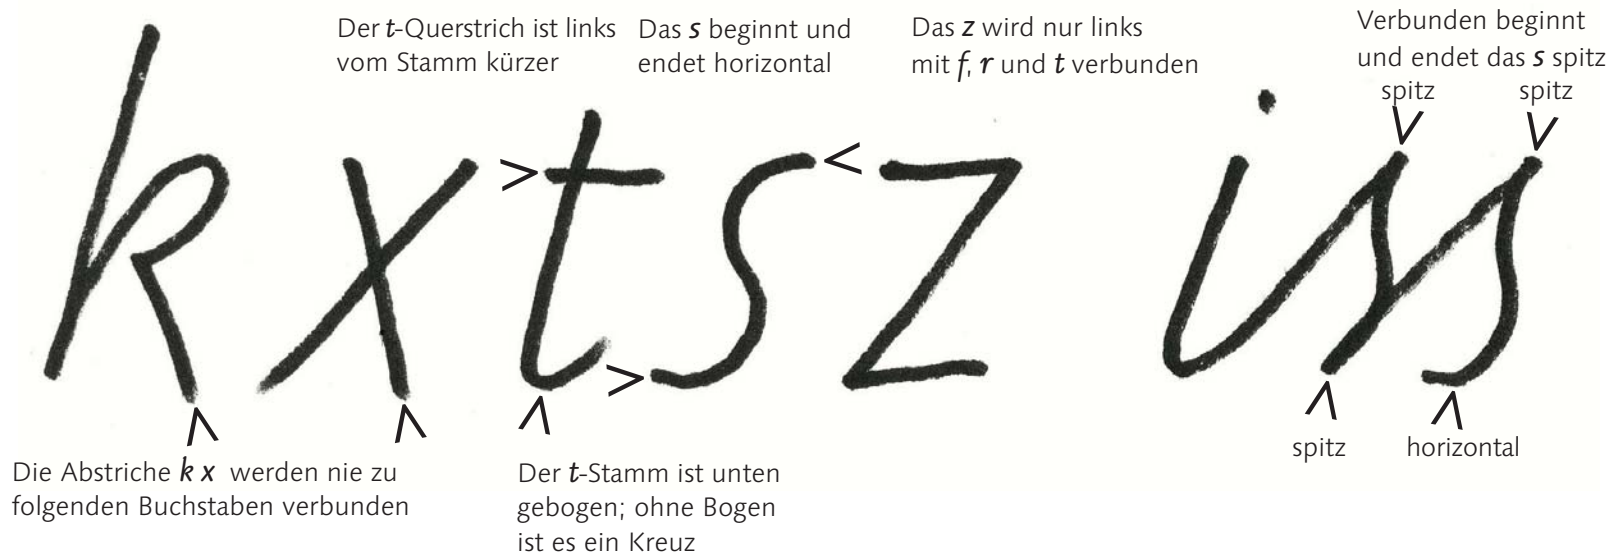 Der t-Querstrich ist links
vom Stamm kürzer
Das s beginnt und
endet horizontal
Das z wird nur links
mit f, r und t verbunden
Verbunden beginnt
und endet das s spitz
spitz spitz
k x t s z iss
spitz horizontal
Die Abstriche k x werden nie zu
folgenden Buchstaben verbunden
Der t-Stamm ist unten
gebogen; ohne Bogen
ist es ein Kreuz